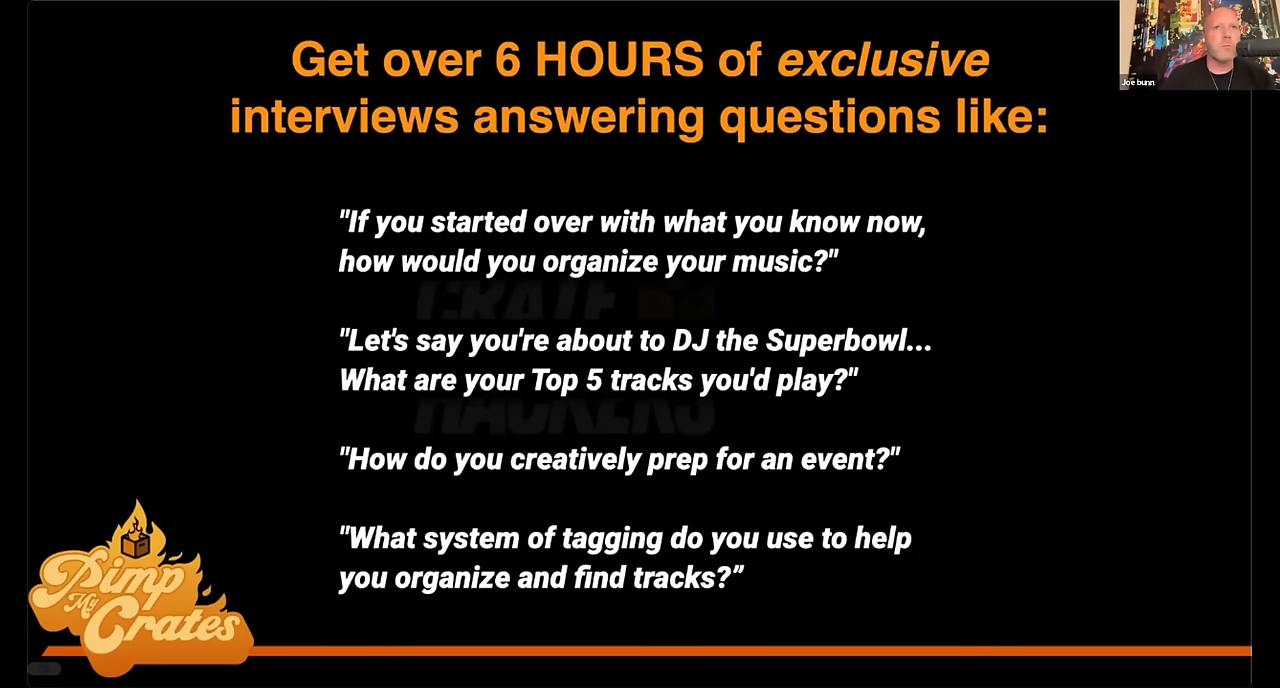 Get over 6 HOURS of exclusive
interviews answering questions like:
Joe bunn
"If you started over with what you know now,
how would you organize your music?"
CRATE
"Let's say you're about to DJ the Superbowl...
What are your Top 5 tracks you'd play?"
HACKERS
"How do you creatively prep for an event?"
"What system of tagging do you use to help
you organize and find tracks?”
Pimp
My
Crates